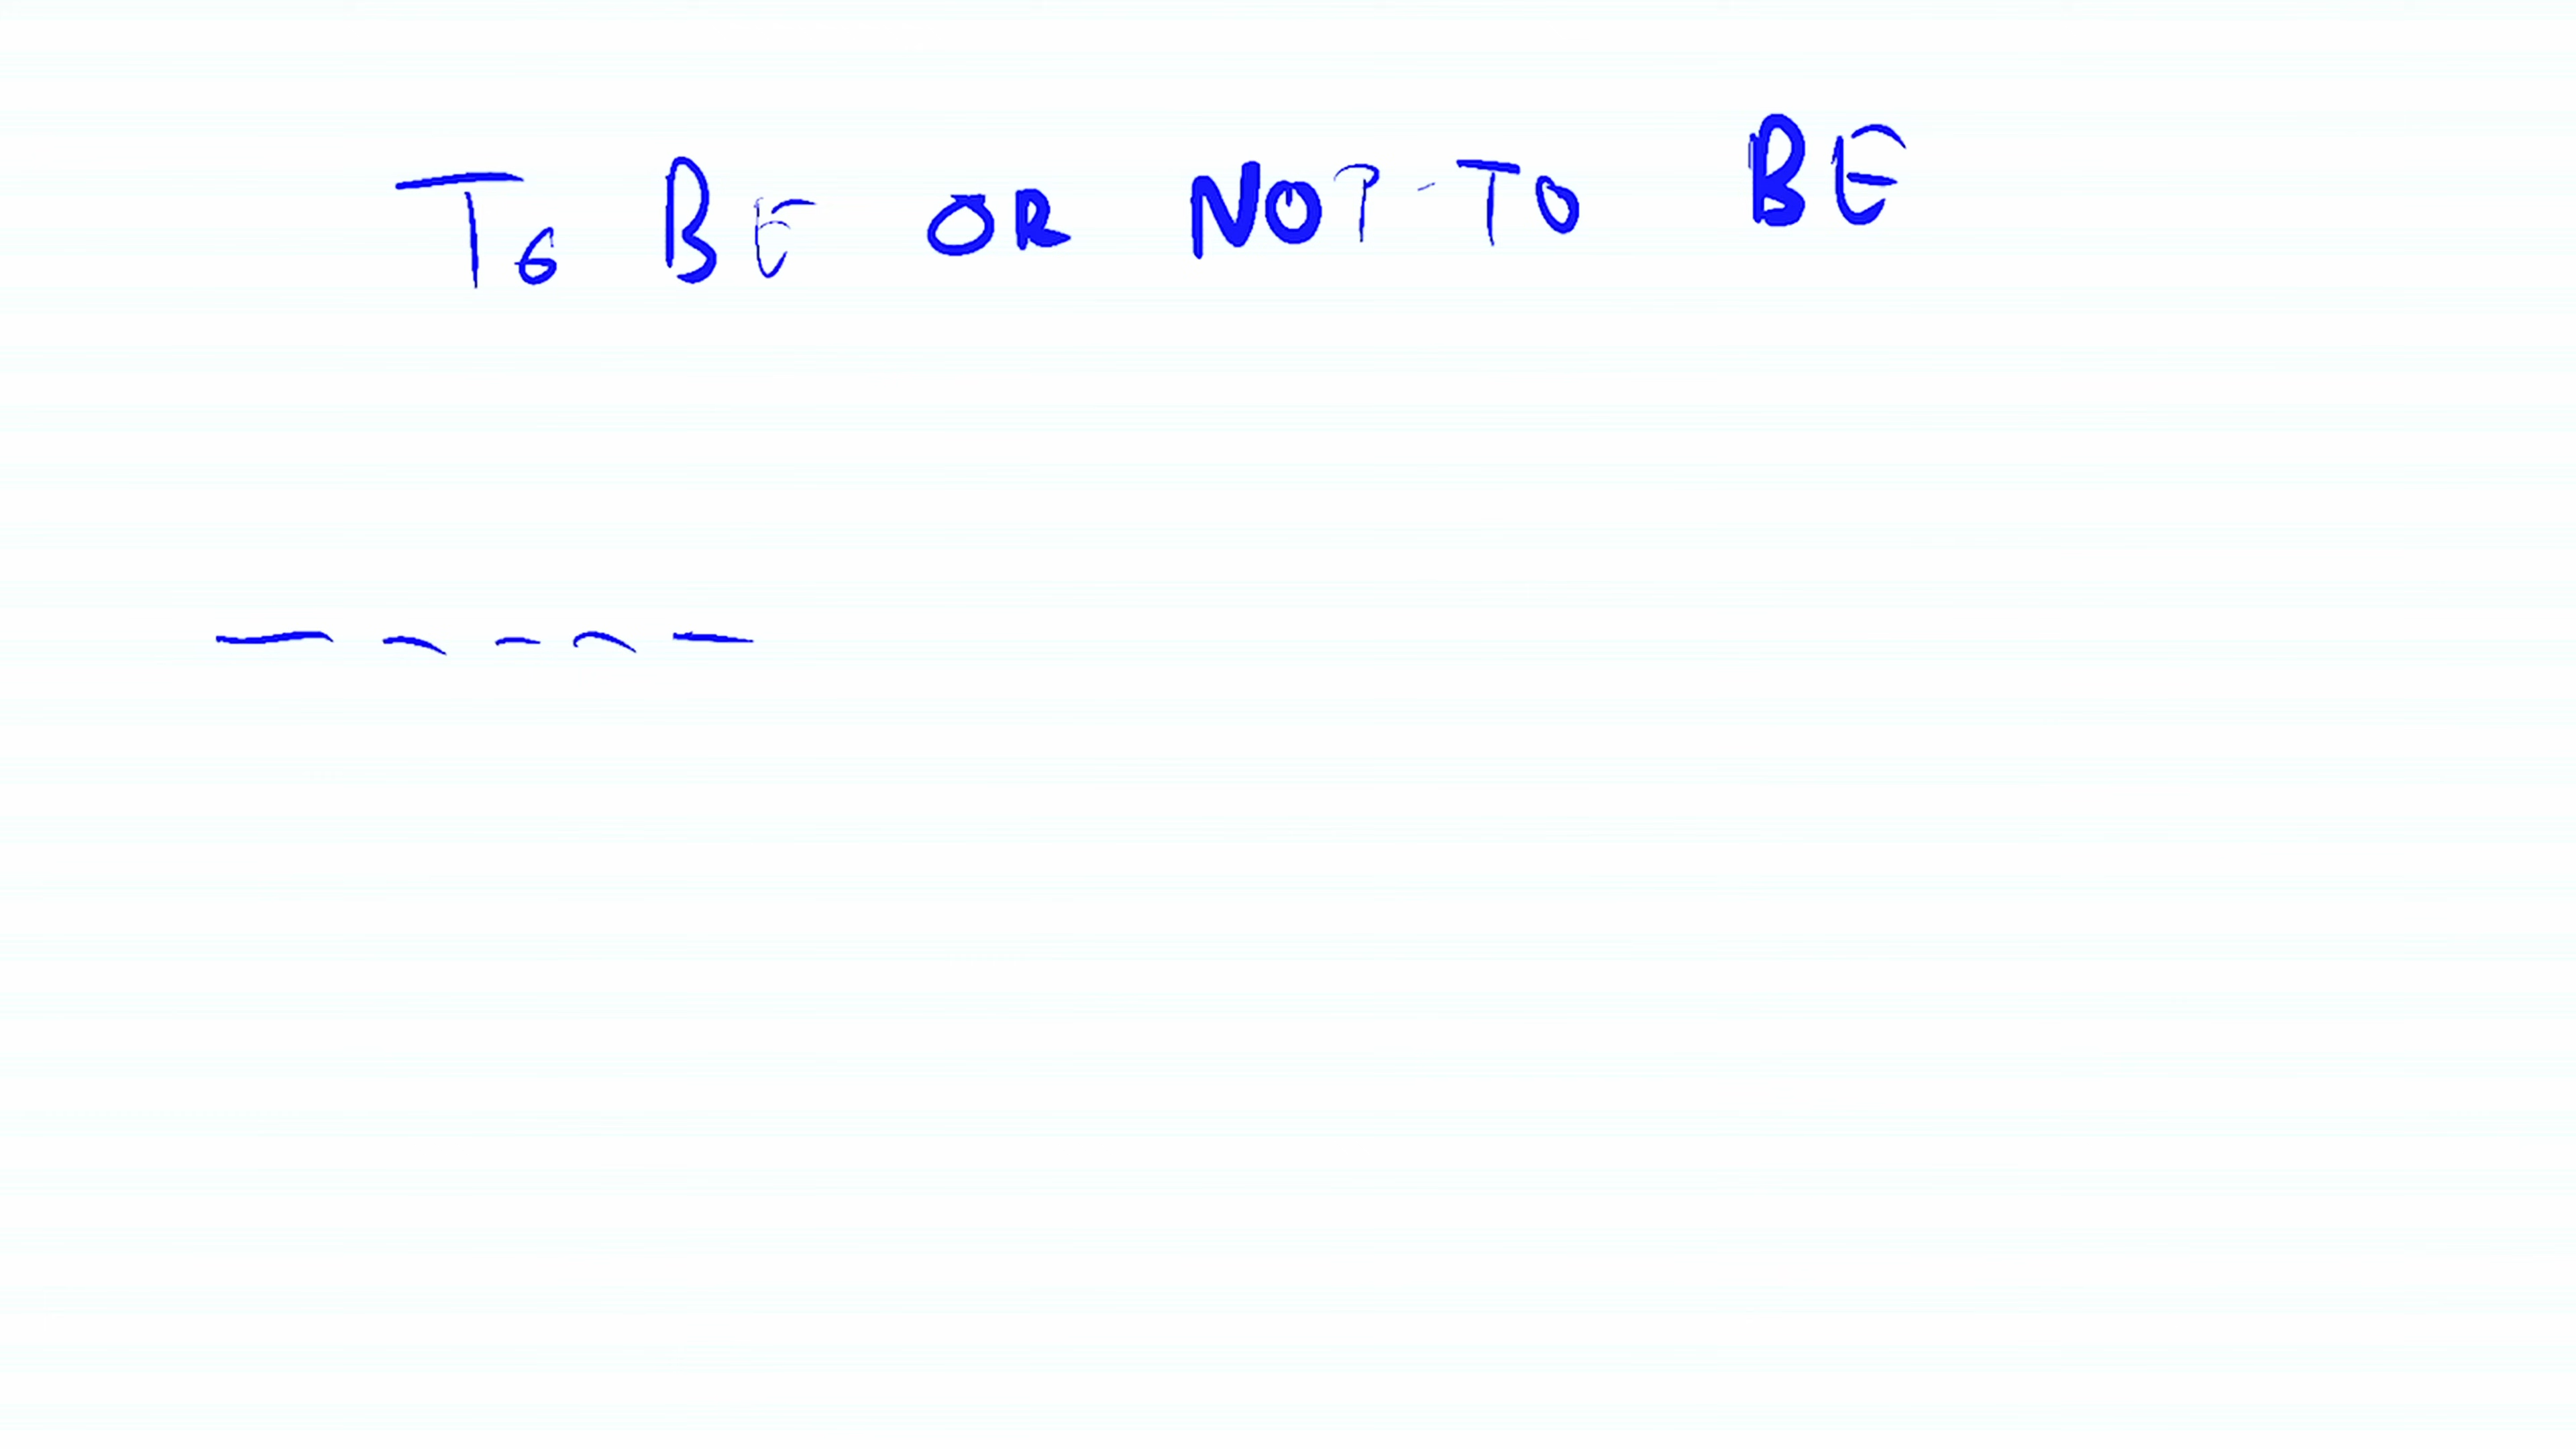 TO BE OR NOT TO BE
-----